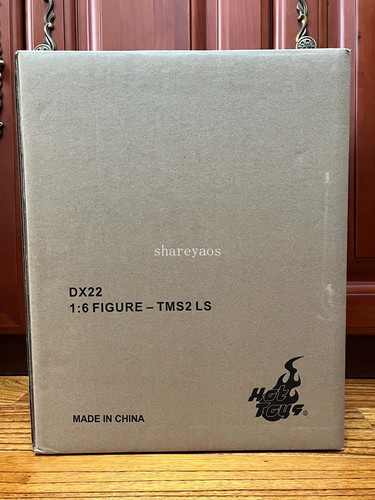 shareyaos
DX22
1:6 FIGURE – TMS2 LS
Hot
Toys®
MADE IN CHINA